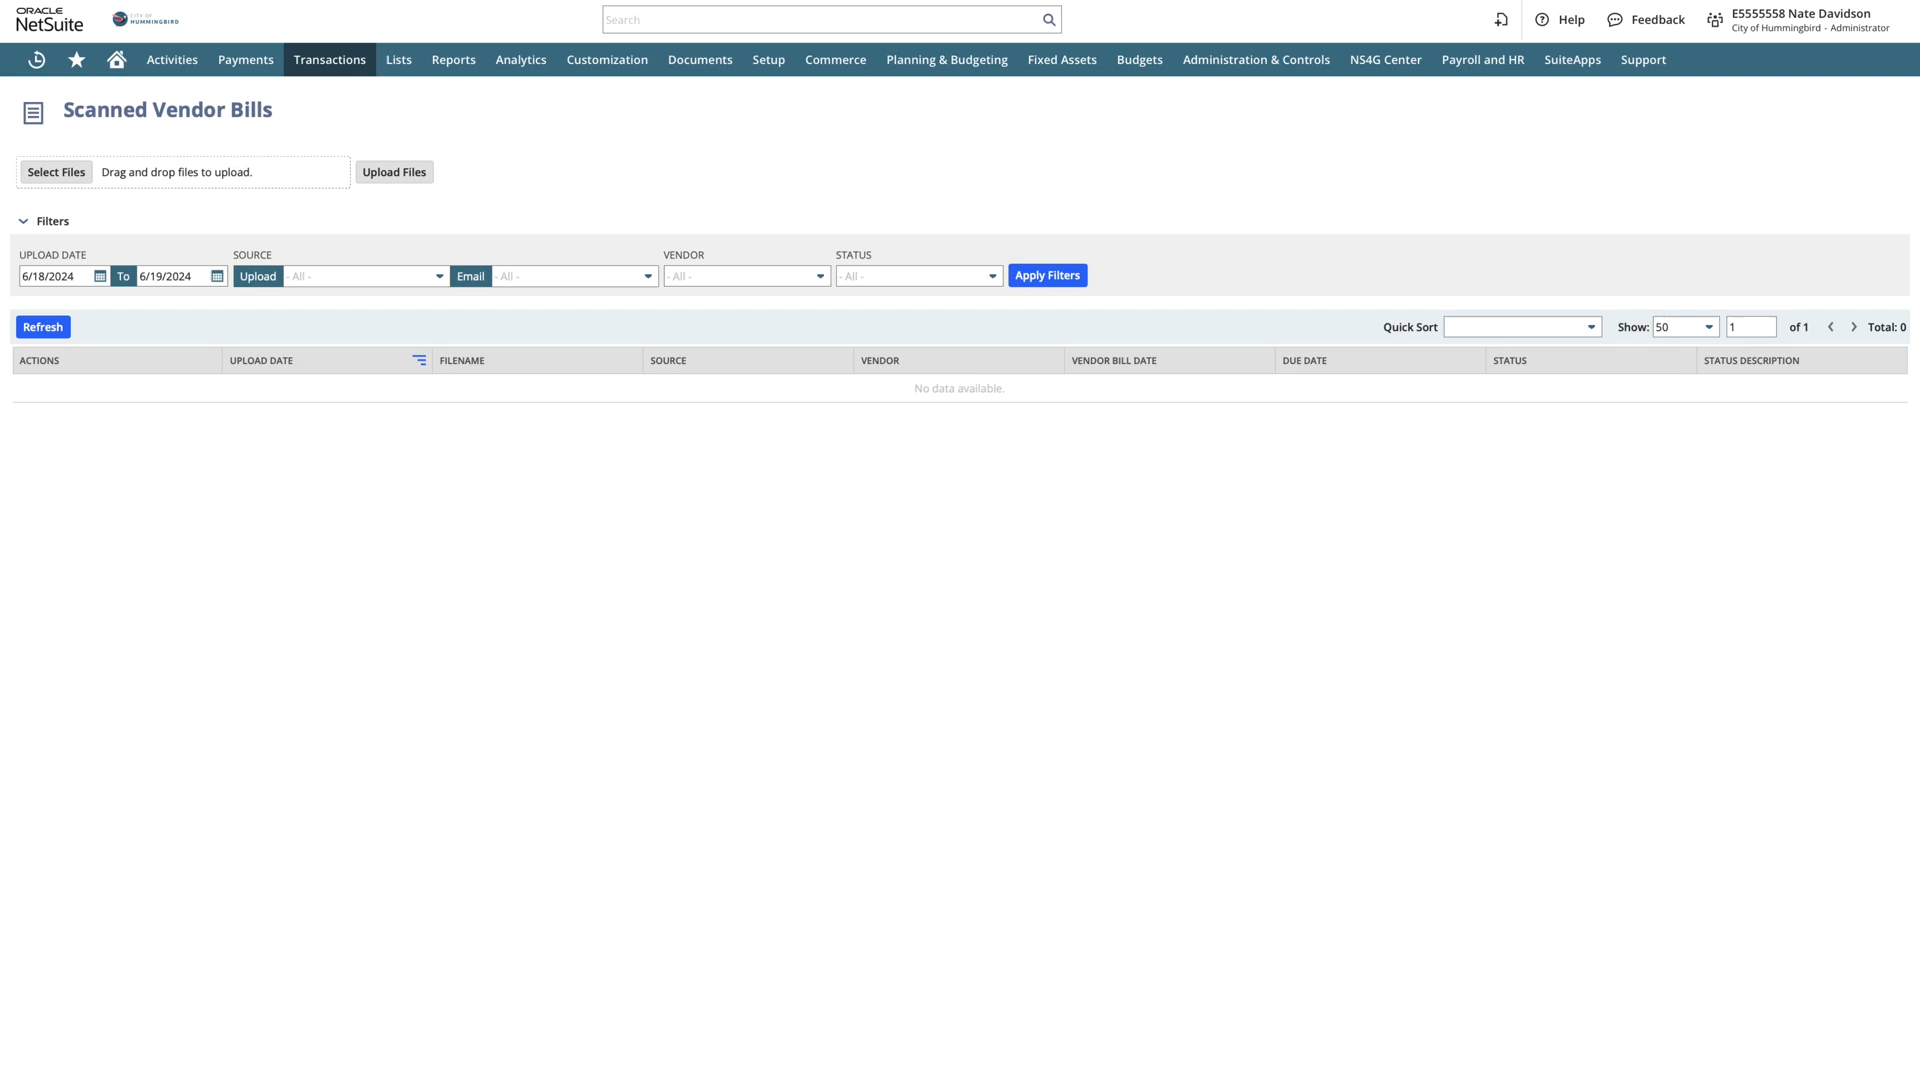 ORACLE
NetSuite
CITY OF
HUMMINGBIRD
Search
Help
Feedback
E5555558 Nate Davidson
City of Hummingbird - Administrator
Activities Payments Transactions Lists Reports Analytics Customization Documents Setup Commerce Planning & Budgeting Fixed Assets Budgets Administration & Controls NS4G Center Payroll and HR SuiteApps Support
Scanned Vendor Bills
Select Files Drag and drop files to upload. Upload Files
Filters
UPLOAD DATE SOURCE VENDOR STATUS
6/18/2024 To 6/19/2024 Upload - All - Email - All - - All - - All - Apply Filters
Refresh Quick Sort Show: 50 1 of 1 Total: 0
ACTIONS UPLOAD DATE FILENAME SOURCE VENDOR VENDOR BILL DATE DUE DATE STATUS STATUS DESCRIPTION
No data available.